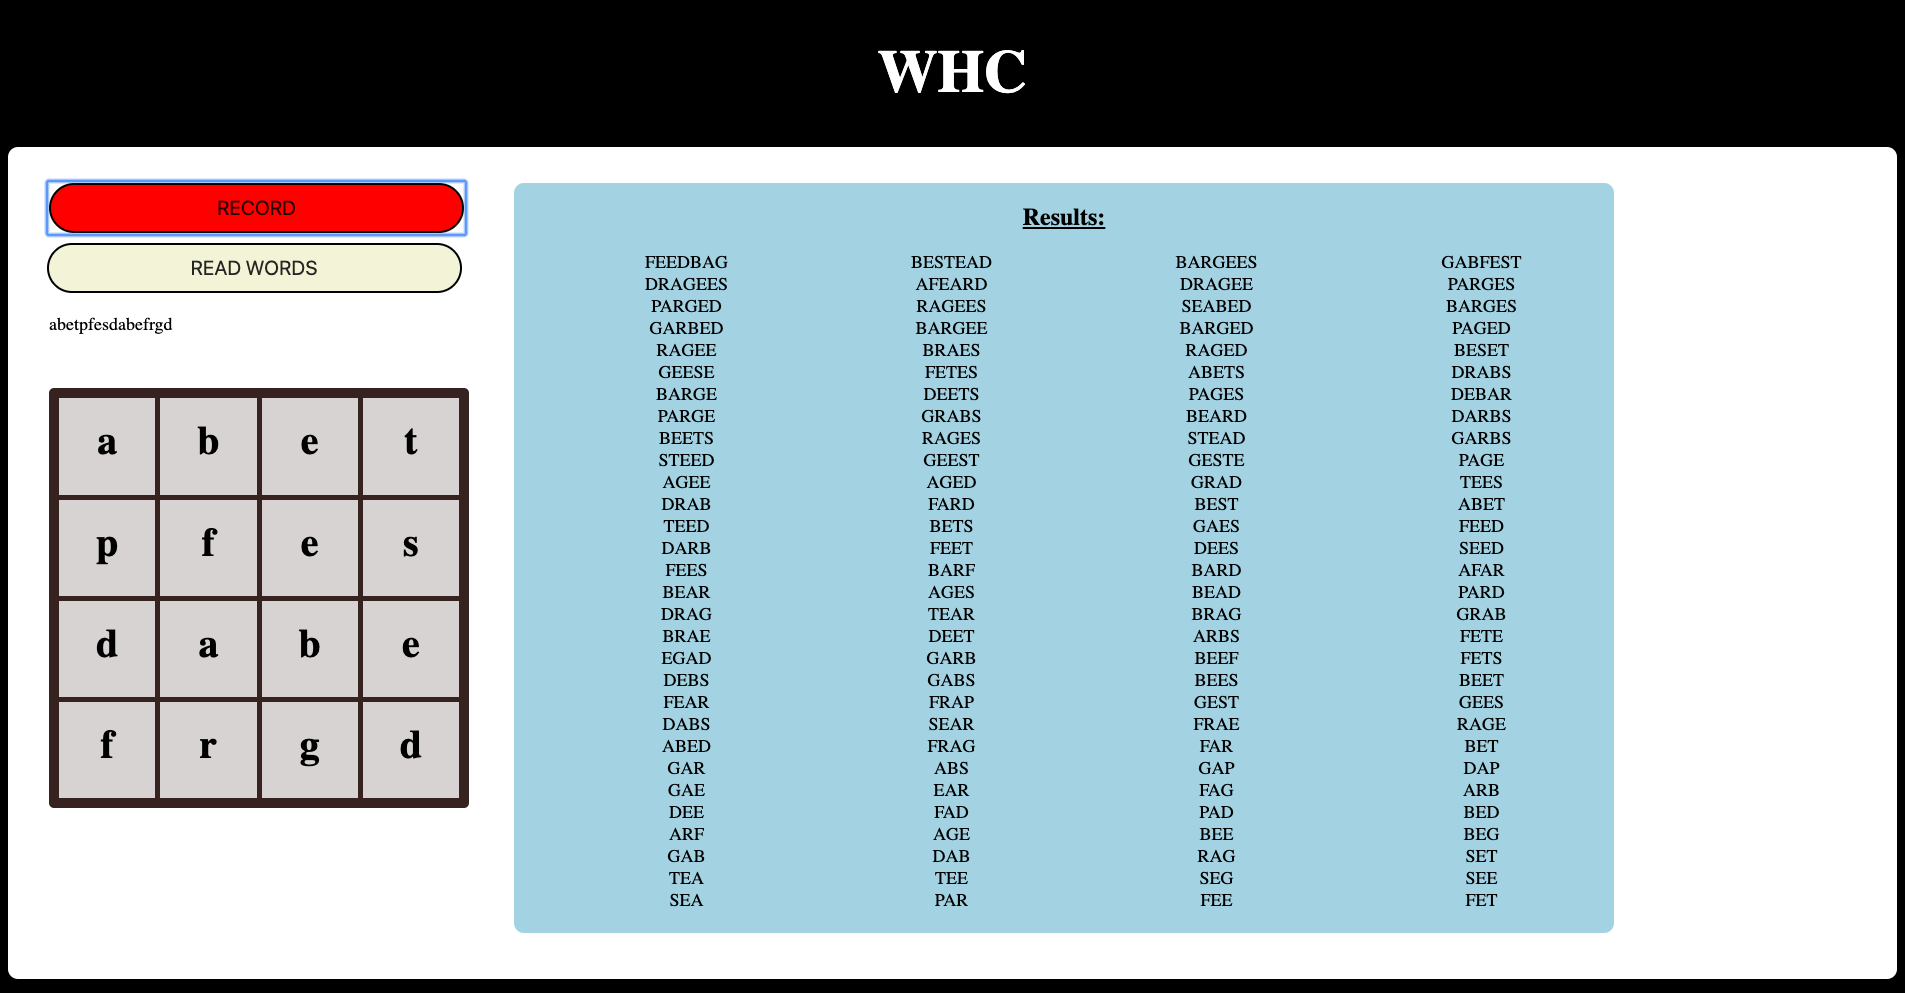 WHC
RECORD
READ WORDS
abetpfesdabefrgd
a b e t
p f e s
d a b e
f r g d
Results:
FEEDBAG BESTEAD BARGEES GABFEST
DRAGEES AFEARD DRAGEE PARGES
PARGED RAGEES SEABED BARGES
GARBED BARGEE BARGED PAGED
RAGEE BRAES RAGED BESET
GEESE FETES ABETS DRABS
BARGE DEETS PAGES DEBAR
PARGE GRABS BEARD DARBS
BEETS RAGES STEAD GARBS
STEED GEEST GESTE PAGE
AGEE AGED GRAD TEES
DRAB FARD BEST ABET
TEED BETS GAES FEED
DARB FEET DEES SEED
FEES BARF BARD AFAR
BEAR AGES BEAD PARD
DRAG TEAR BRAG GRAB
BRAE DEET ARBS FETE
EGAD GARB BEEF FETS
DEBS GABS BEES BEET
FEAR FRAP GEST GEES
DABS SEAR FRAE RAGE
ABED FRAG FAR BET
GAR ABS GAP DAP
GAE EAR FAG ARB
DEE FAD PAD BED
ARF AGE BEE BEG
GAB DAB RAG SET
TEA TEE SEG SEE
SEA PAR FEE FET